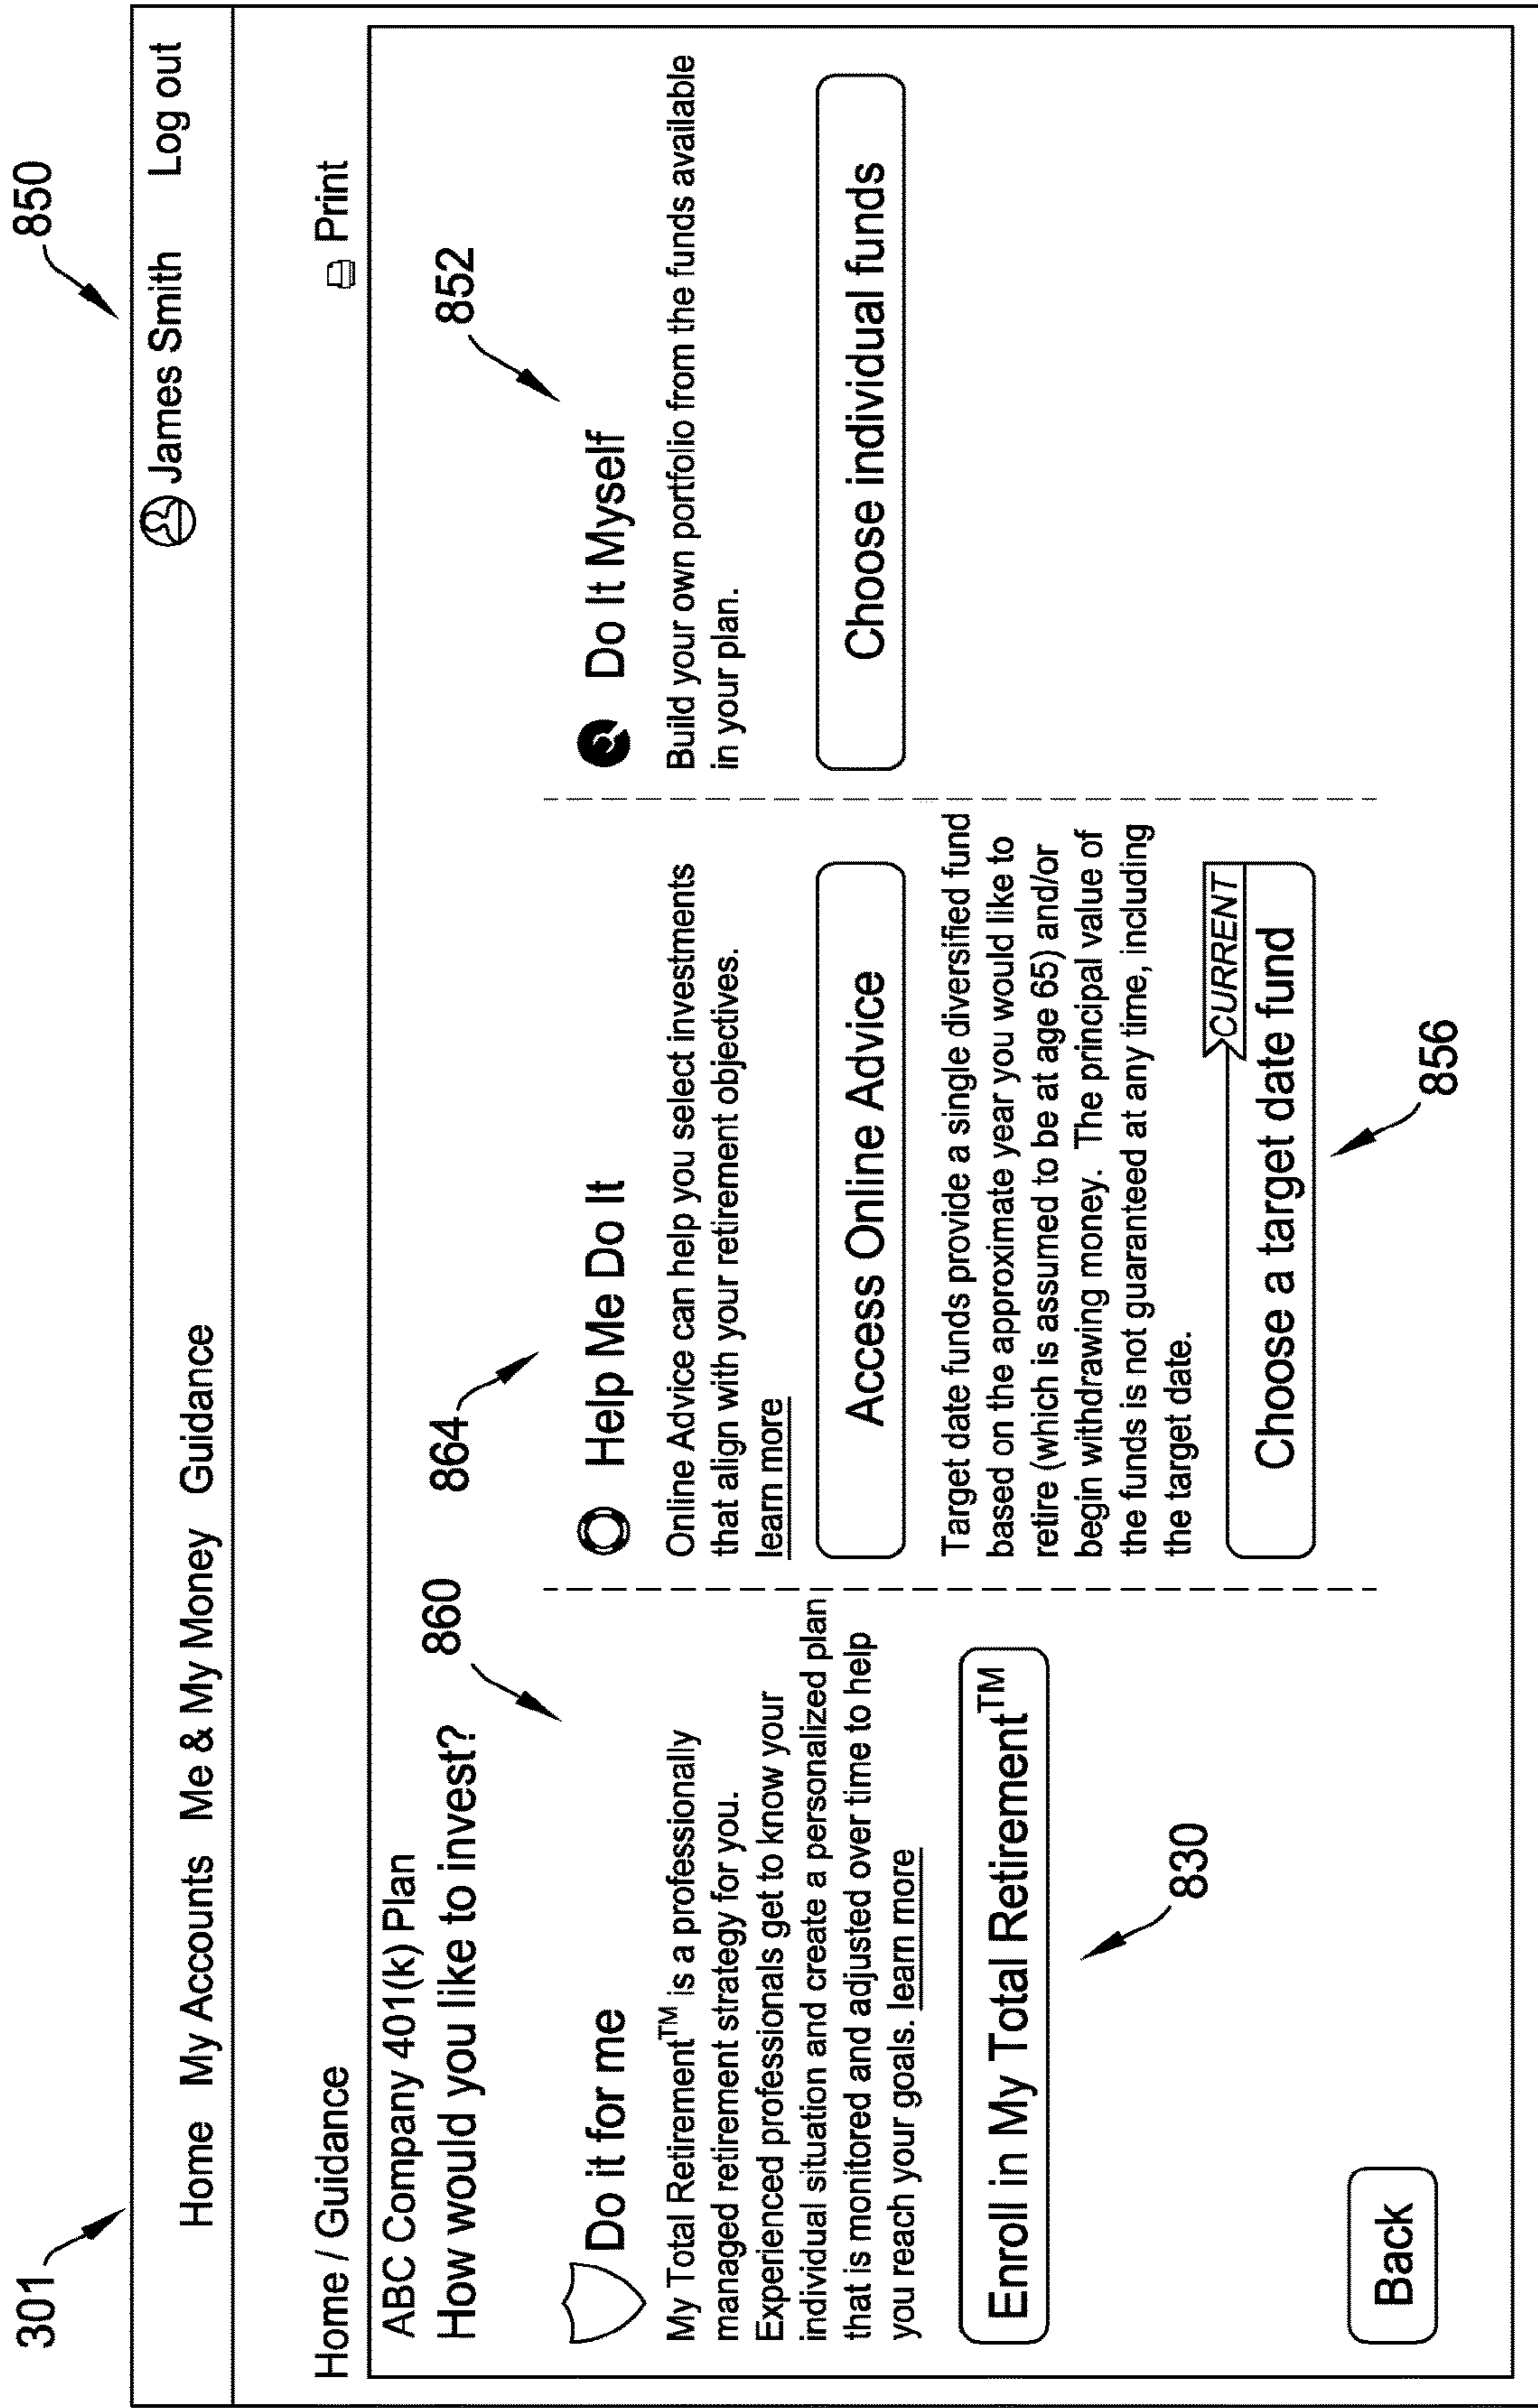 301
850
Home My Accounts Me & My Money Guidance
James Smith Log out
Home / Guidance
Print
ABC Company 401(k) Plan
How would you like to invest?
860
Do it for me
My Total Retirement™ is a professionally
managed retirement strategy for you.
Experienced professionals get to know your
individual situation and create a personalized plan
that is monitored and adjusted over time to help
you reach your goals. learn more
Enroll in My Total Retirement™
830
864
Help Me Do It
Online Advice can help you select investments
that align with your retirement objectives.
learn more
Access Online Advice
Target date funds provide a single diversified fund
based on the approximate year you would like to
retire (which is assumed to be at age 65) and/or
begin withdrawing money. The principal value of
the funds is not guaranteed at any time, including
the target date.
CURRENT
Choose a target date fund
856
852
Do It Myself
Build your own portfolio from the funds available
in your plan.
Choose individual funds
Back